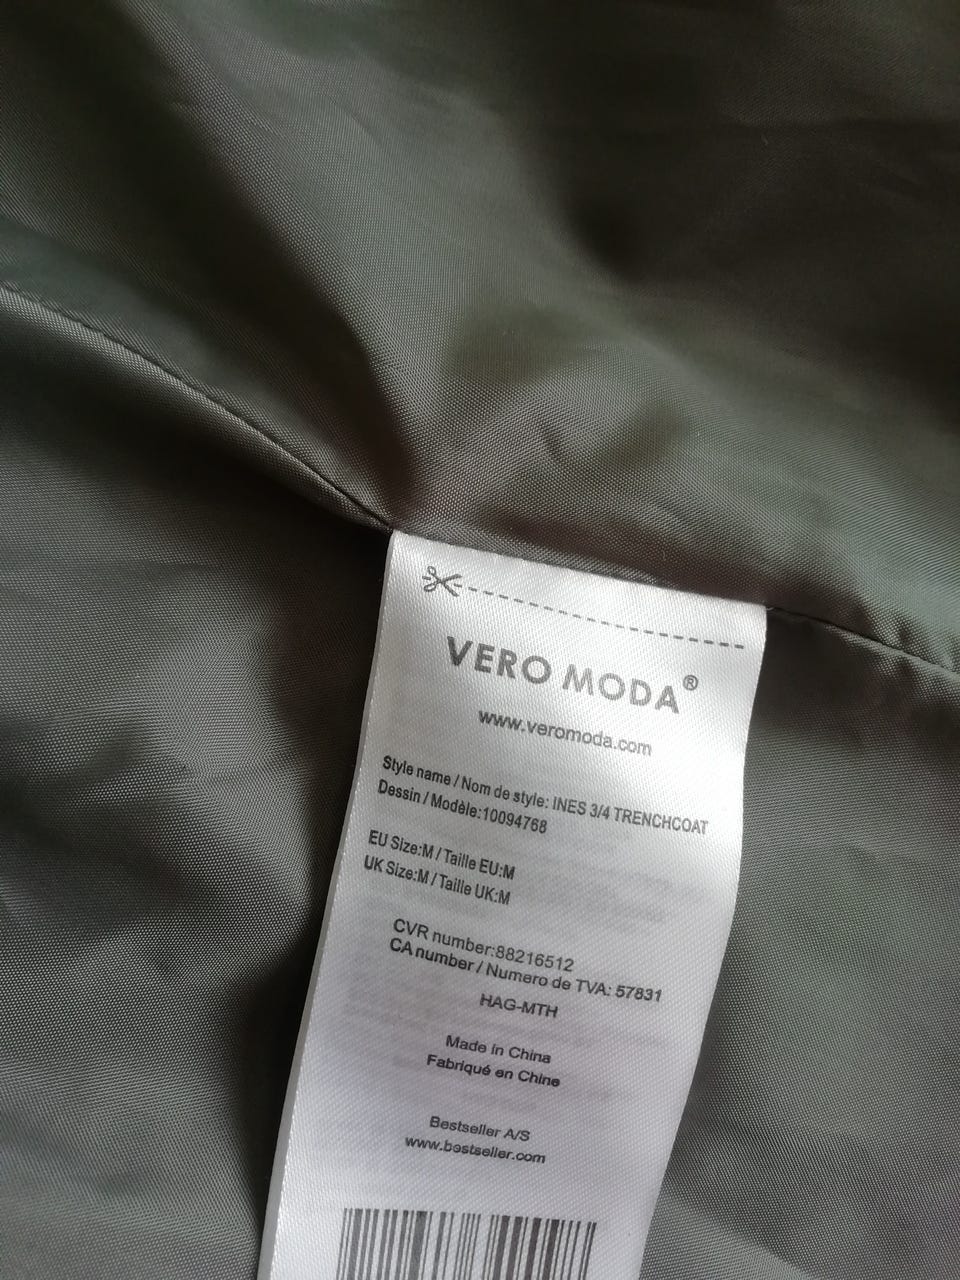 VERO MODA®
www.veromoda.com
Style name / Nom de style: INES 3/4 TRENCHCOAT
Dessin / Modèle:10094768
EU Size:M / Taille EU:M
UK Size:M / Taille UK:M
CVR number:88216512
CA number / Numero de TVA: 57831
HAG-MTH
Made in China
Fabriqué en Chine
Bestseller A/S
www.bestseller.com